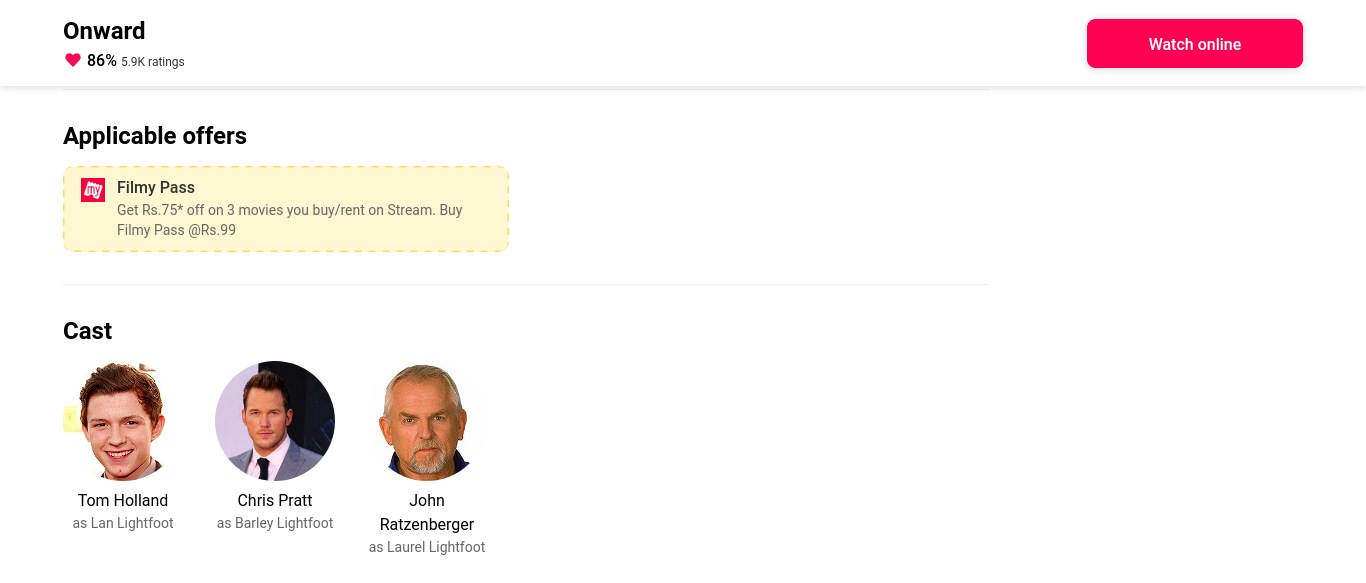 Onward
86% 5.9K ratings
Watch online
Applicable offers
my
Filmy Pass
Get Rs.75* off on 3 movies you buy/rent on Stream. Buy
Filmy Pass @Rs.99
Cast
Tom Holland
as Lan Lightfoot
Chris Pratt
as Barley Lightfoot
John
Ratzenberger
as Laurel Lightfoot